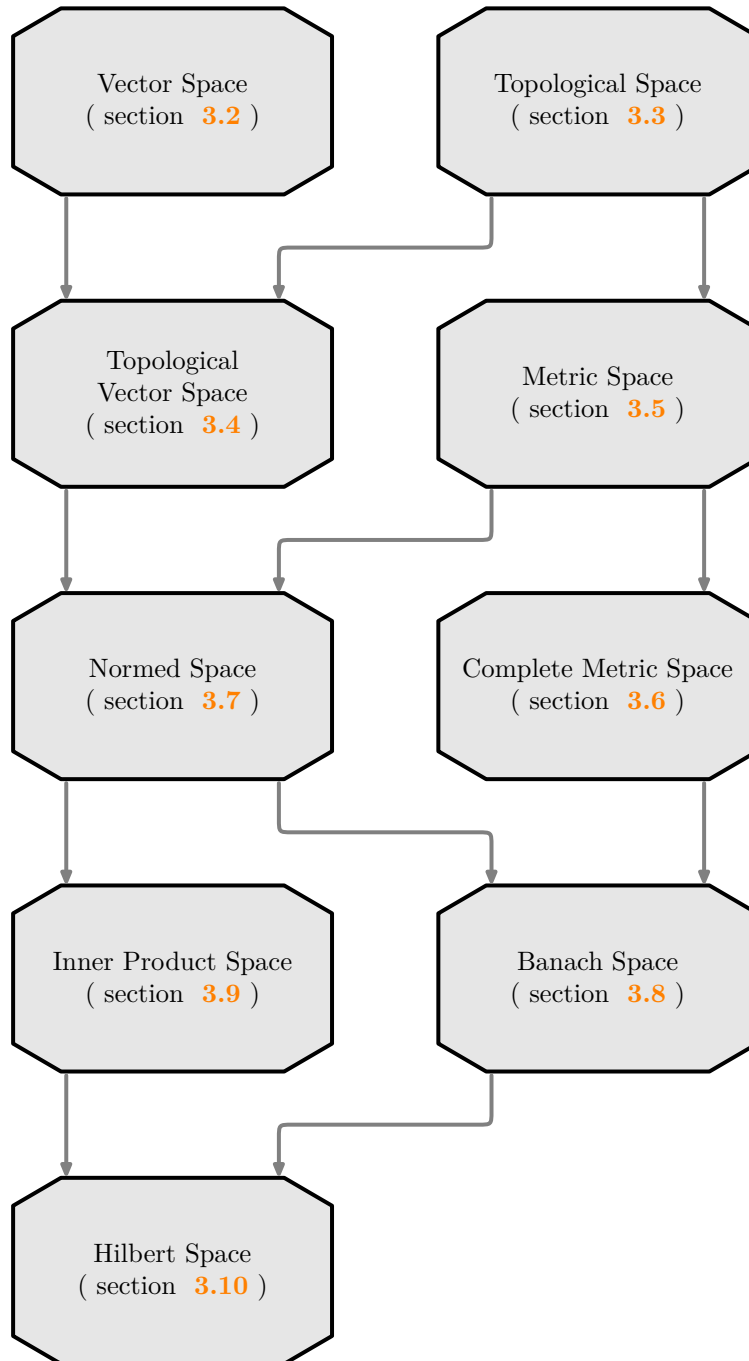 Vector Space
( section 3.2 )
Topological Space
( section 3.3 )
Topological
Vector Space
( section 3.4 )
Metric Space
( section 3.5 )
Normed Space
( section 3.7 )
Complete Metric Space
( section 3.6 )
Inner Product Space
( section 3.9 )
Banach Space
( section 3.8 )
Hilbert Space
( section 3.10 )